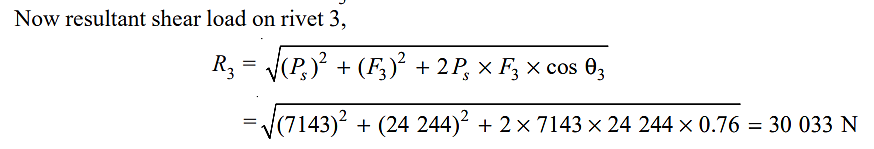 Now resultant shear load on rivet 3,
R₃ = √((Pₛ)² + (F₃)² + 2 Pₛ × F₃ × cos θ₃)
= √((7143)² + (24 244)² + 2 × 7143 × 24 244 × 0.76) = 30 033 N